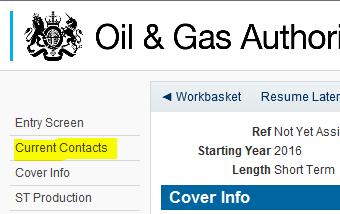 Oil & Gas Authori
◄ Workbasket Resume Later
Entry Screen
Current Contacts
Cover Info
ST Production
Ref Not Yet Assi
Starting Year 2016
Length Short Term
Cover Info